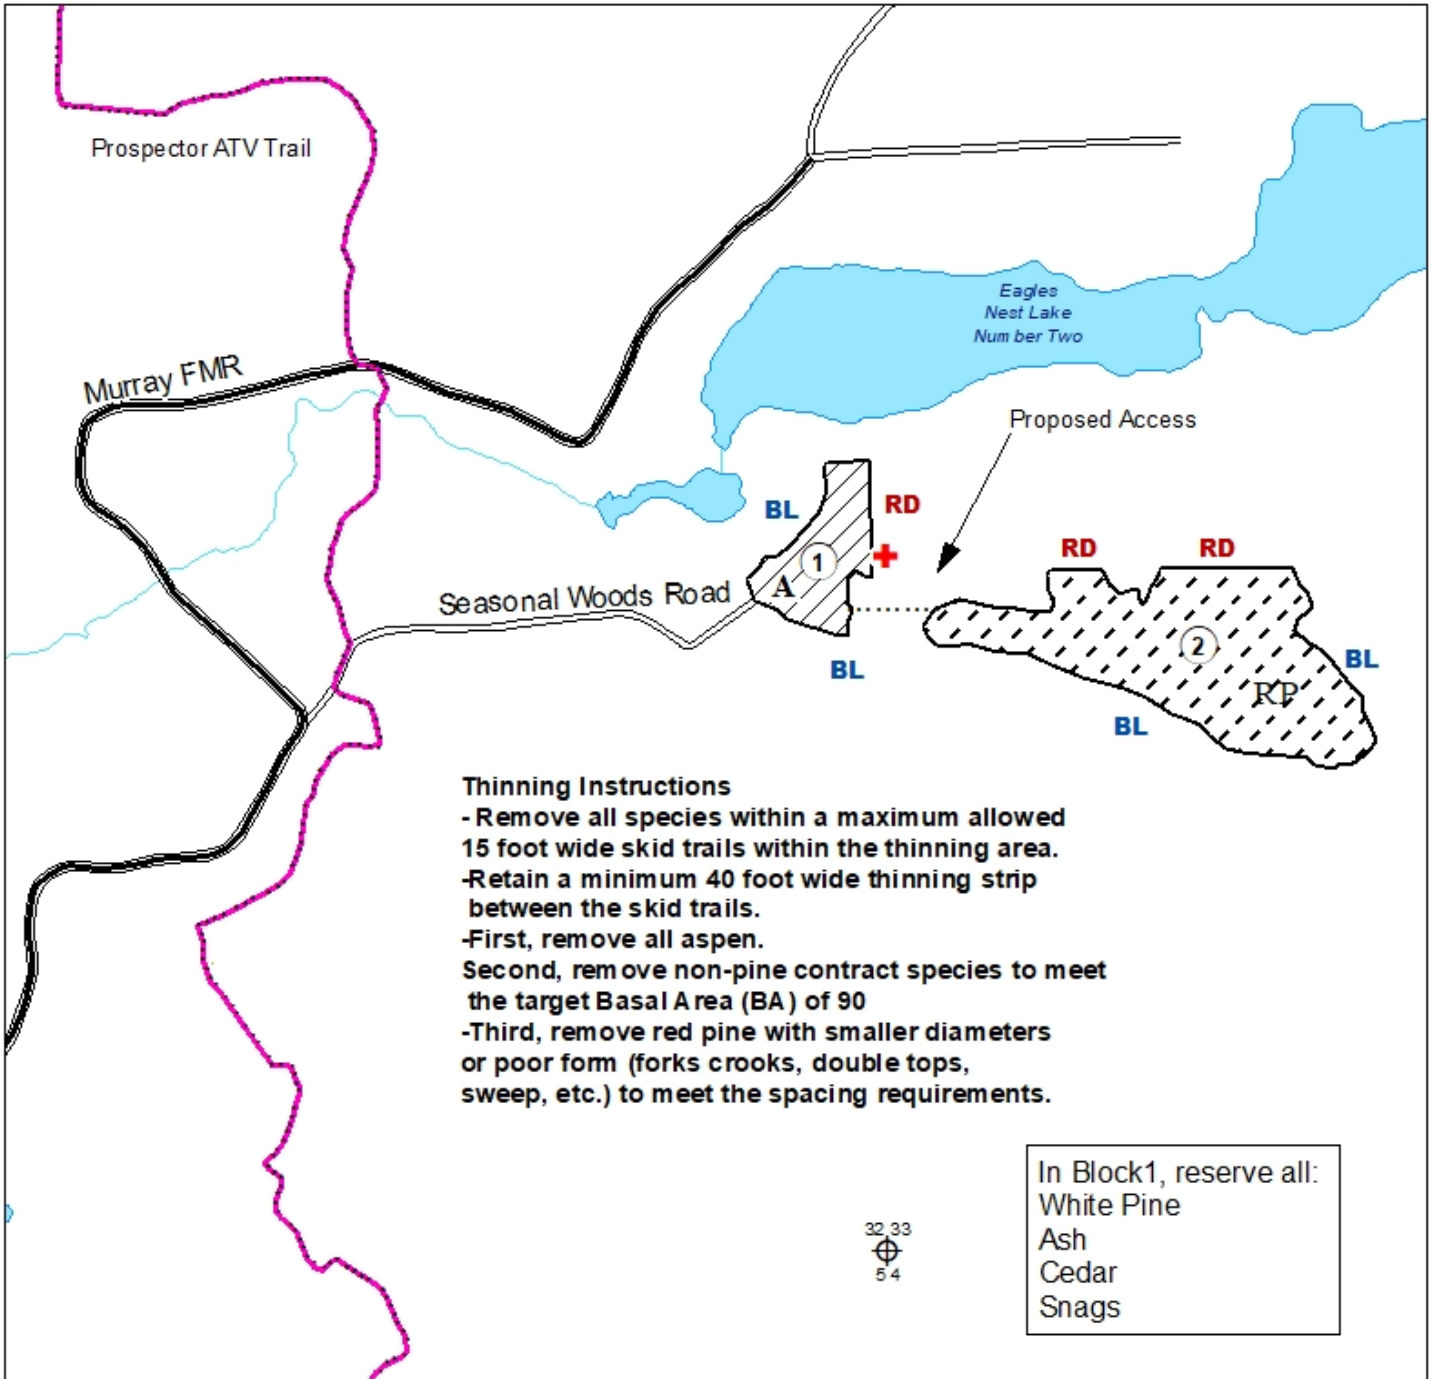 Prospector ATV Trail
Eagles
Nest Lake
Number Two
Murray FMR
Proposed Access
BL
RD
RD
RD
1
A
Seasonal Woods Road
2
BL
BL
RP
BL
Thinning Instructions
- Remove all species within a maximum allowed
15 foot wide skid trails within the thinning area.
-Retain a minimum 40 foot wide thinning strip
between the skid trails.
-First, remove all aspen.
Second, remove non-pine contract species to meet
the target Basal Area (BA) of 90
-Third, remove red pine with smaller diameters
or poor form (forks crooks, double tops,
sweep, etc.) to meet the spacing requirements.
In Block1, reserve all:
White Pine
Ash
Cedar
Snags
32 33
5 4